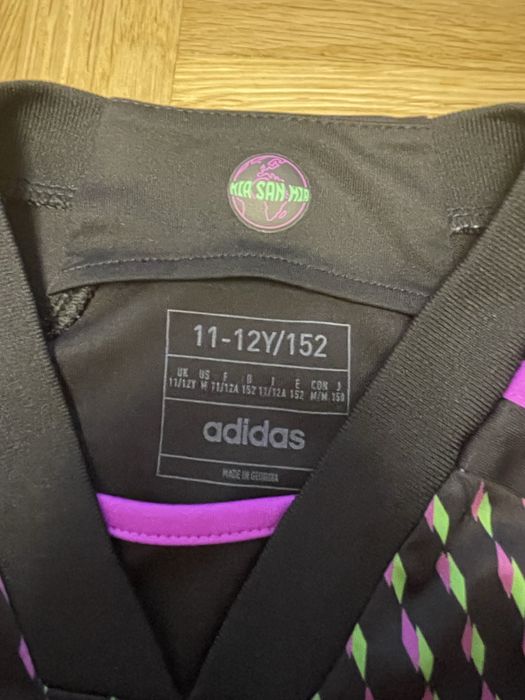 MIA SAN MIA
11-12Y/152
UK US F D I E CDN J
11/12Y M 11/12A 152 11/12A 152 M/M 150
adidas
MADE IN GEORGIA